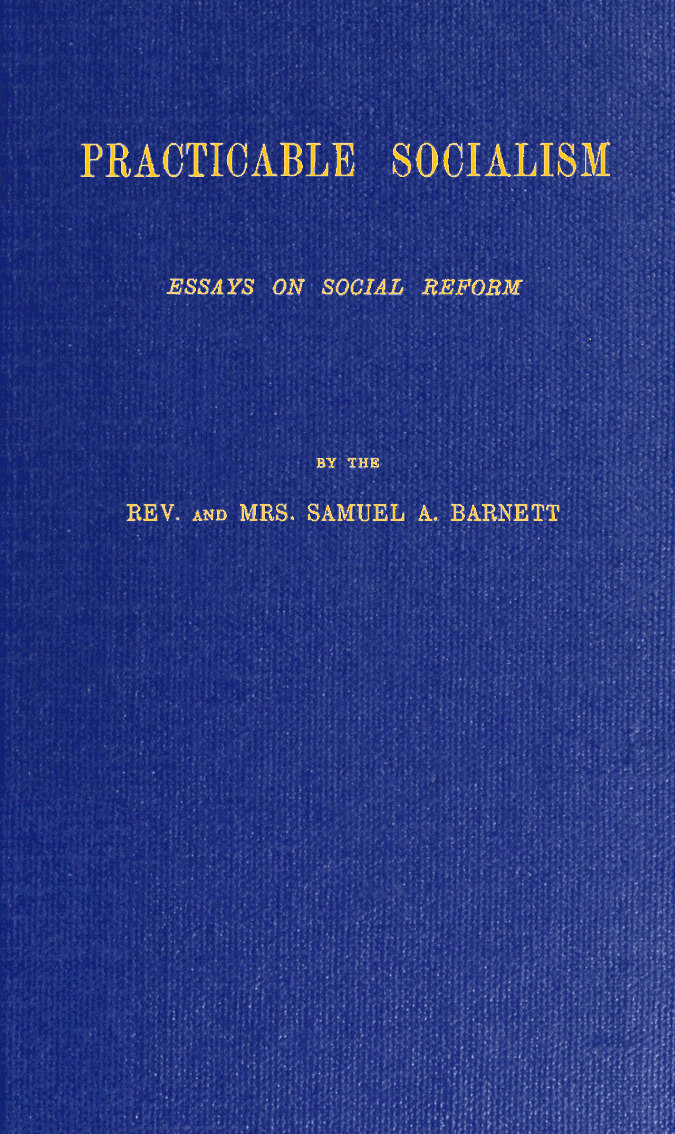 PRACTICABLE SOCIALISM
ESSAYS ON SOCIAL REFORM
BY THE
REV. AND MRS. SAMUEL A. BARNETT